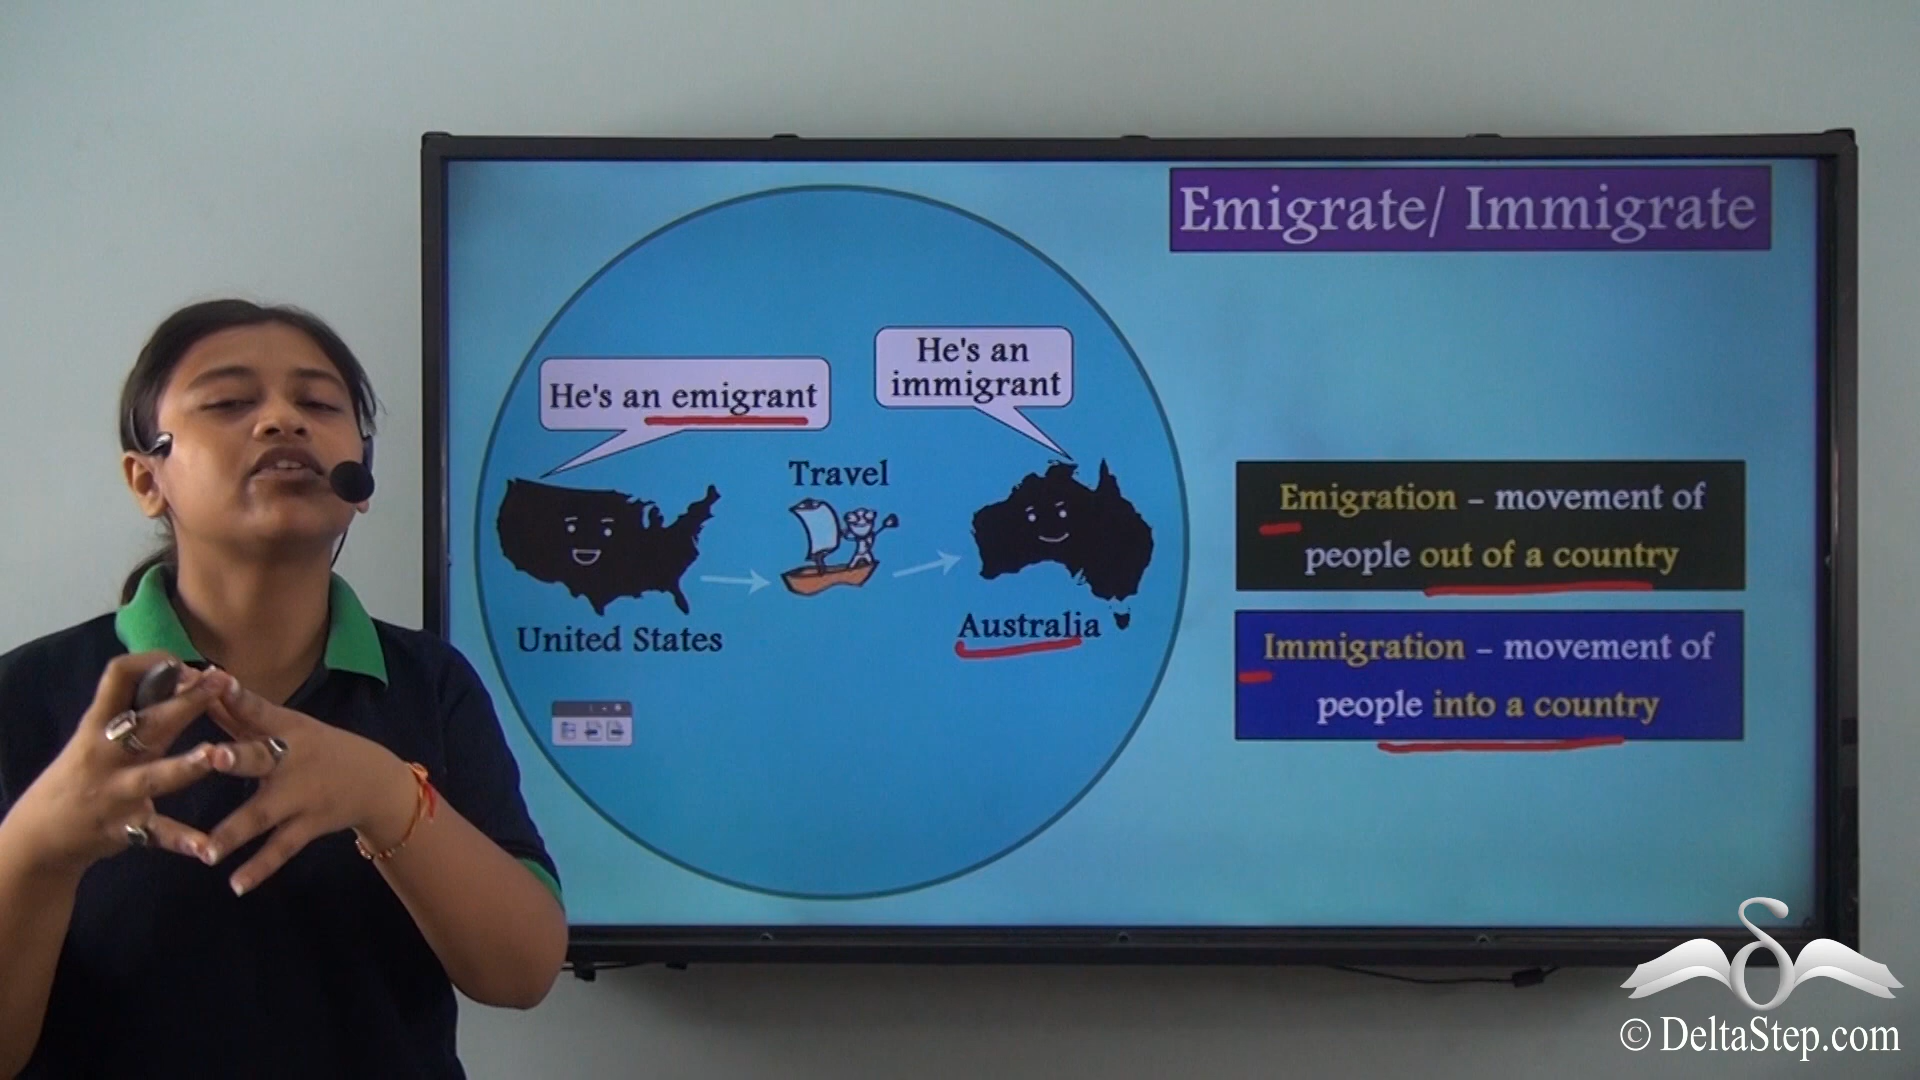 Emigrate/ Immigrate
He's an emigrant
He's an
immigrant
Travel
United States
Australia
Emigration - movement of
people out of a country
Immigration - movement of
people into a country
© DeltaStep.com